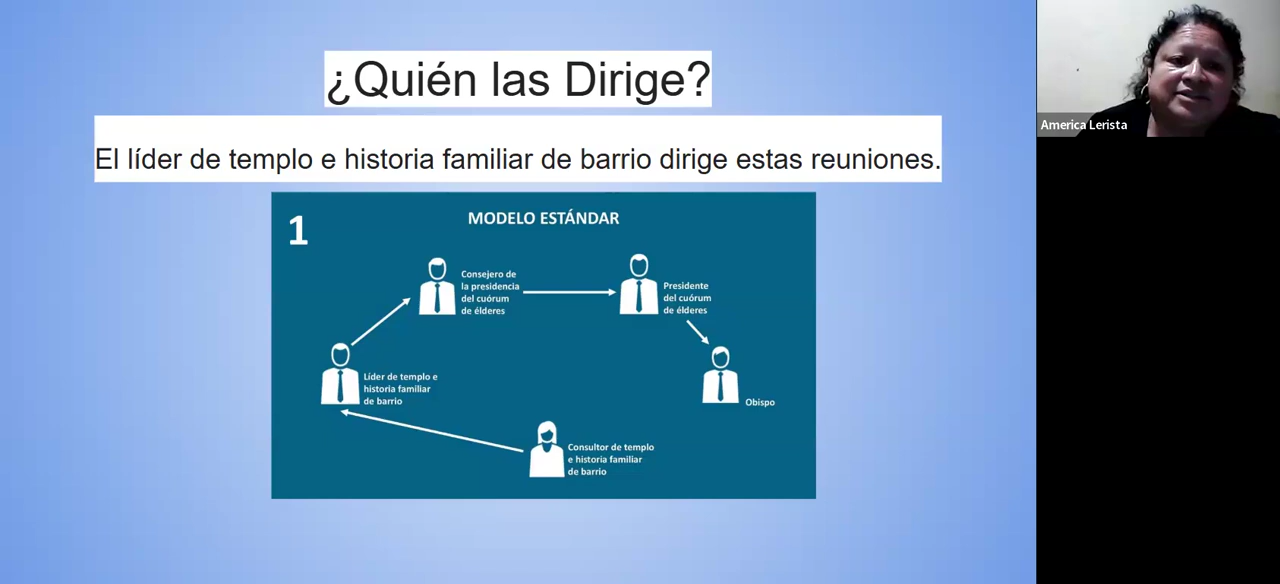 ¿Quién las Dirige?
El líder de templo e historia familiar de barrio dirige estas reuniones.
1
MODELO ESTÁNDAR
Consejero de
la presidencia
del cuórum
de élderes
Presidente
del cuórum
de élderes
Líder de templo e
historia familiar
de barrio
Obispo
Consultor de templo
e historia familiar
de barrio
America Lerista